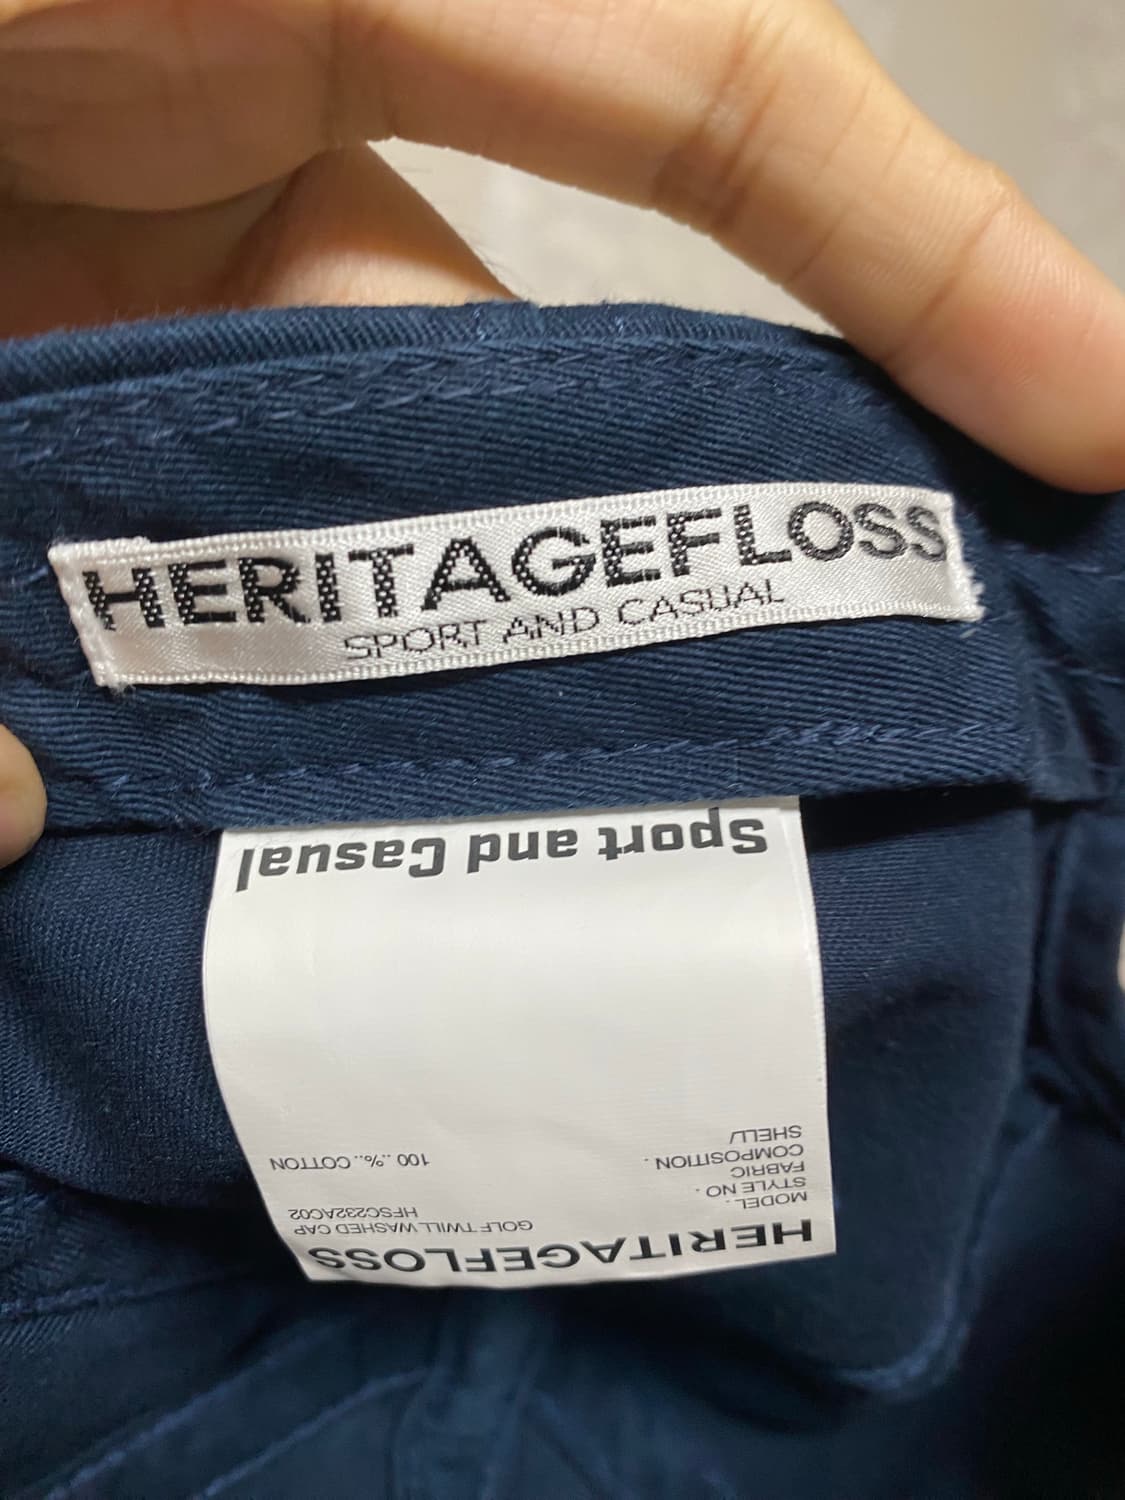 HERITAGEFLOSS
SPORT AND CASUAL
HERITAGEFLOSS
MODEL . GOLF TWILL WASHED CAP
STYLE NO . HFSC232AC02
FABRIC
COMPOSITION . 100 ..%.. COTTON
SHELL/
Sport and Casual